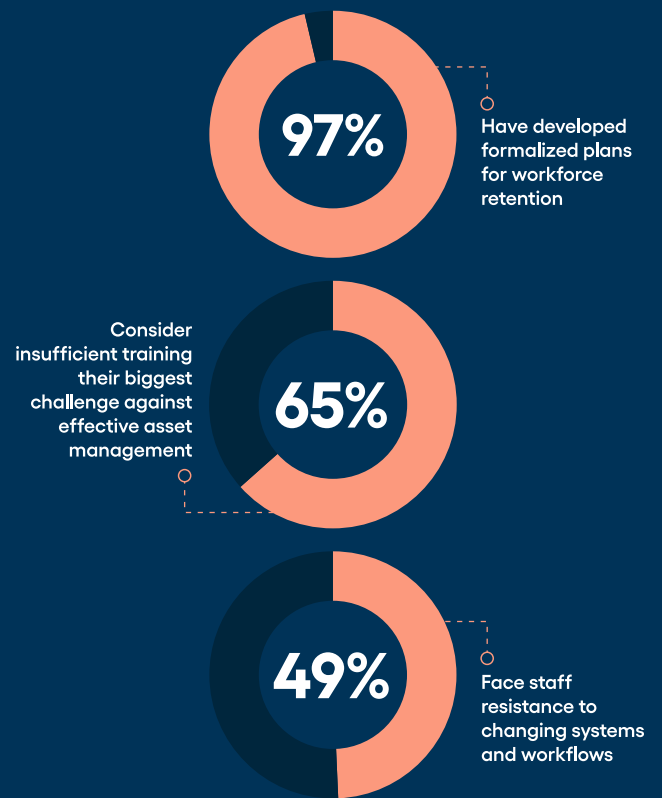 97%
Have developed
formalized plans
for workforce
retention
Consider
insufficient training
their biggest
challenge against
effective asset
management
65%
49%
Face staff
resistance to
changing systems
and workflows